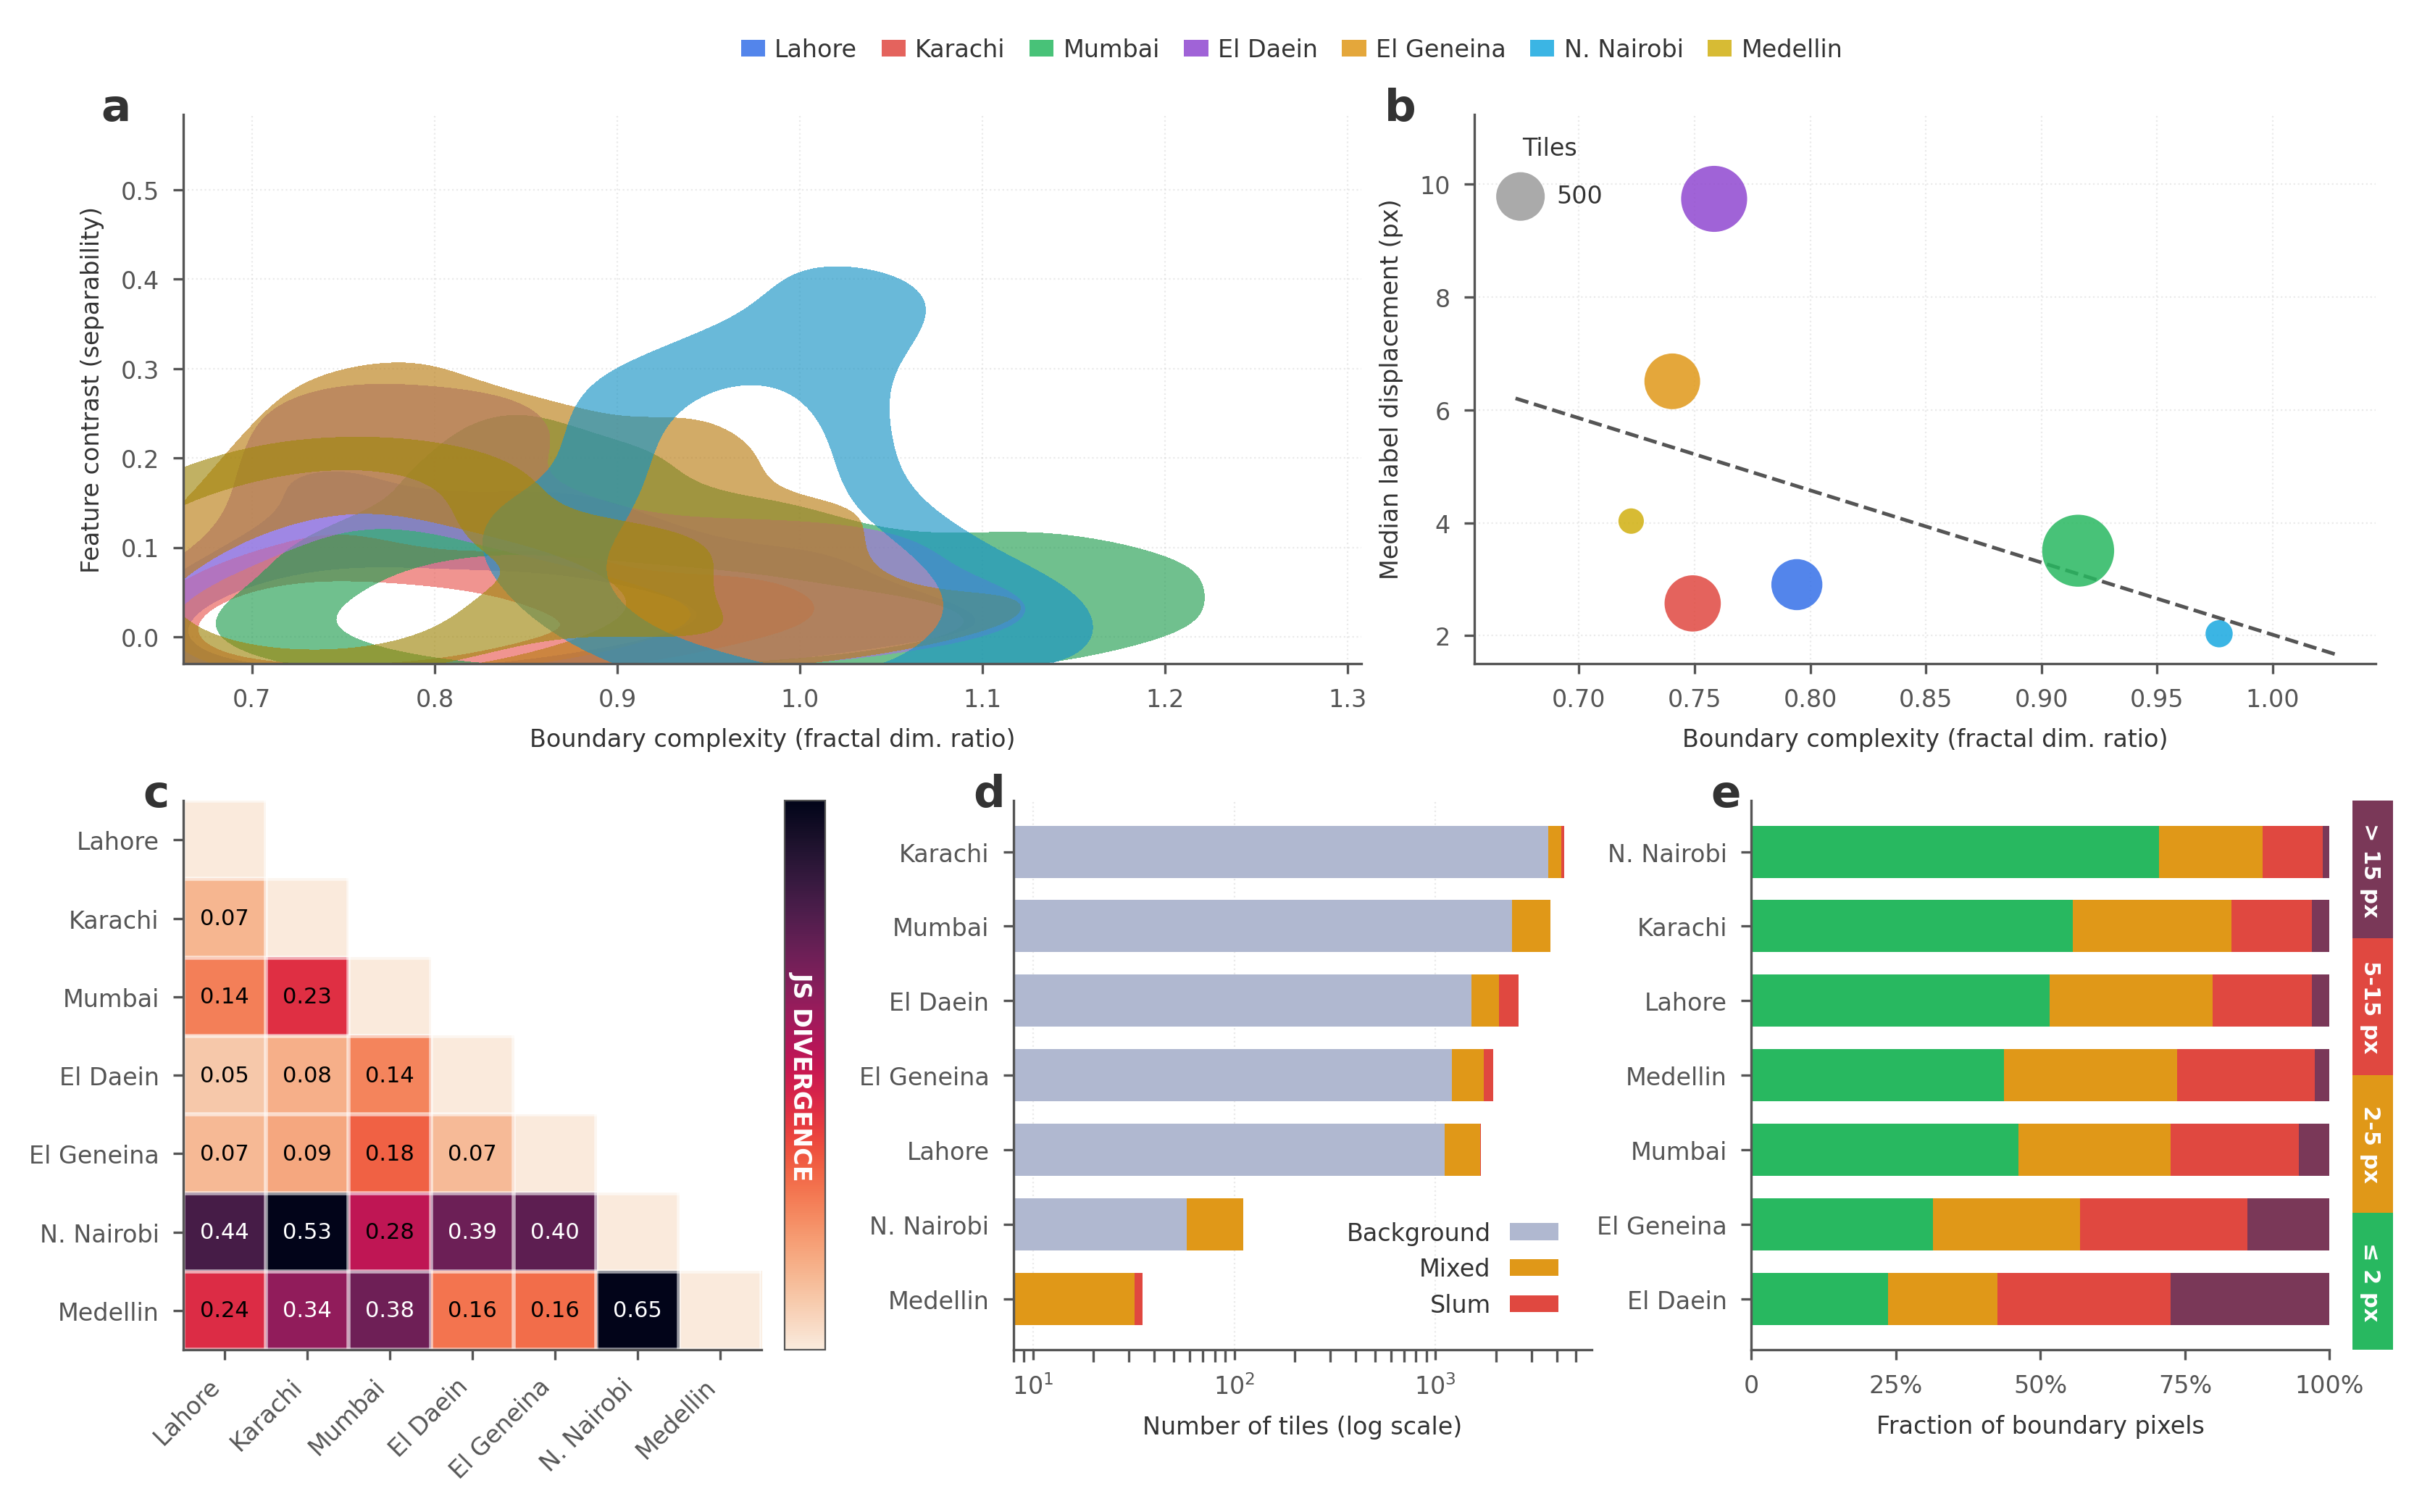 Lahore Karachi Mumbai El Daein El Geneina N. Nairobi Medellin
a
Feature contrast (separability)
0.5
0.4
0.3
0.2
0.1
0.0
0.7 0.8 0.9 1.0 1.1 1.2 1.3
Boundary complexity (fractal dim. ratio)
b
Median label displacement (px)
Tiles
500
10
8
6
4
2
0.70 0.75 0.80 0.85 0.90 0.95 1.00
Boundary complexity (fractal dim. ratio)
c
Lahore
Karachi 0.07
Mumbai 0.14 0.23
El Daein 0.05 0.08 0.14
El Geneina 0.07 0.09 0.18 0.07
N. Nairobi 0.44 0.53 0.28 0.39 0.40
Medellin 0.24 0.34 0.38 0.16 0.16 0.65
Lahore Karachi Mumbai El Daein El Geneina N. Nairobi Medellin
JS DIVERGENCE
d
Karachi
Mumbai
El Daein
El Geneina
Lahore
N. Nairobi
Medellin
Background
Mixed
Slum
10¹ 10² 10³
Number of tiles (log scale)
e
N. Nairobi
Karachi
Lahore
Medellin
Mumbai
El Geneina
El Daein
0 25% 50% 75% 100%
Fraction of boundary pixels
> 15 px
5-15 px
2-5 px
≤ 2 px